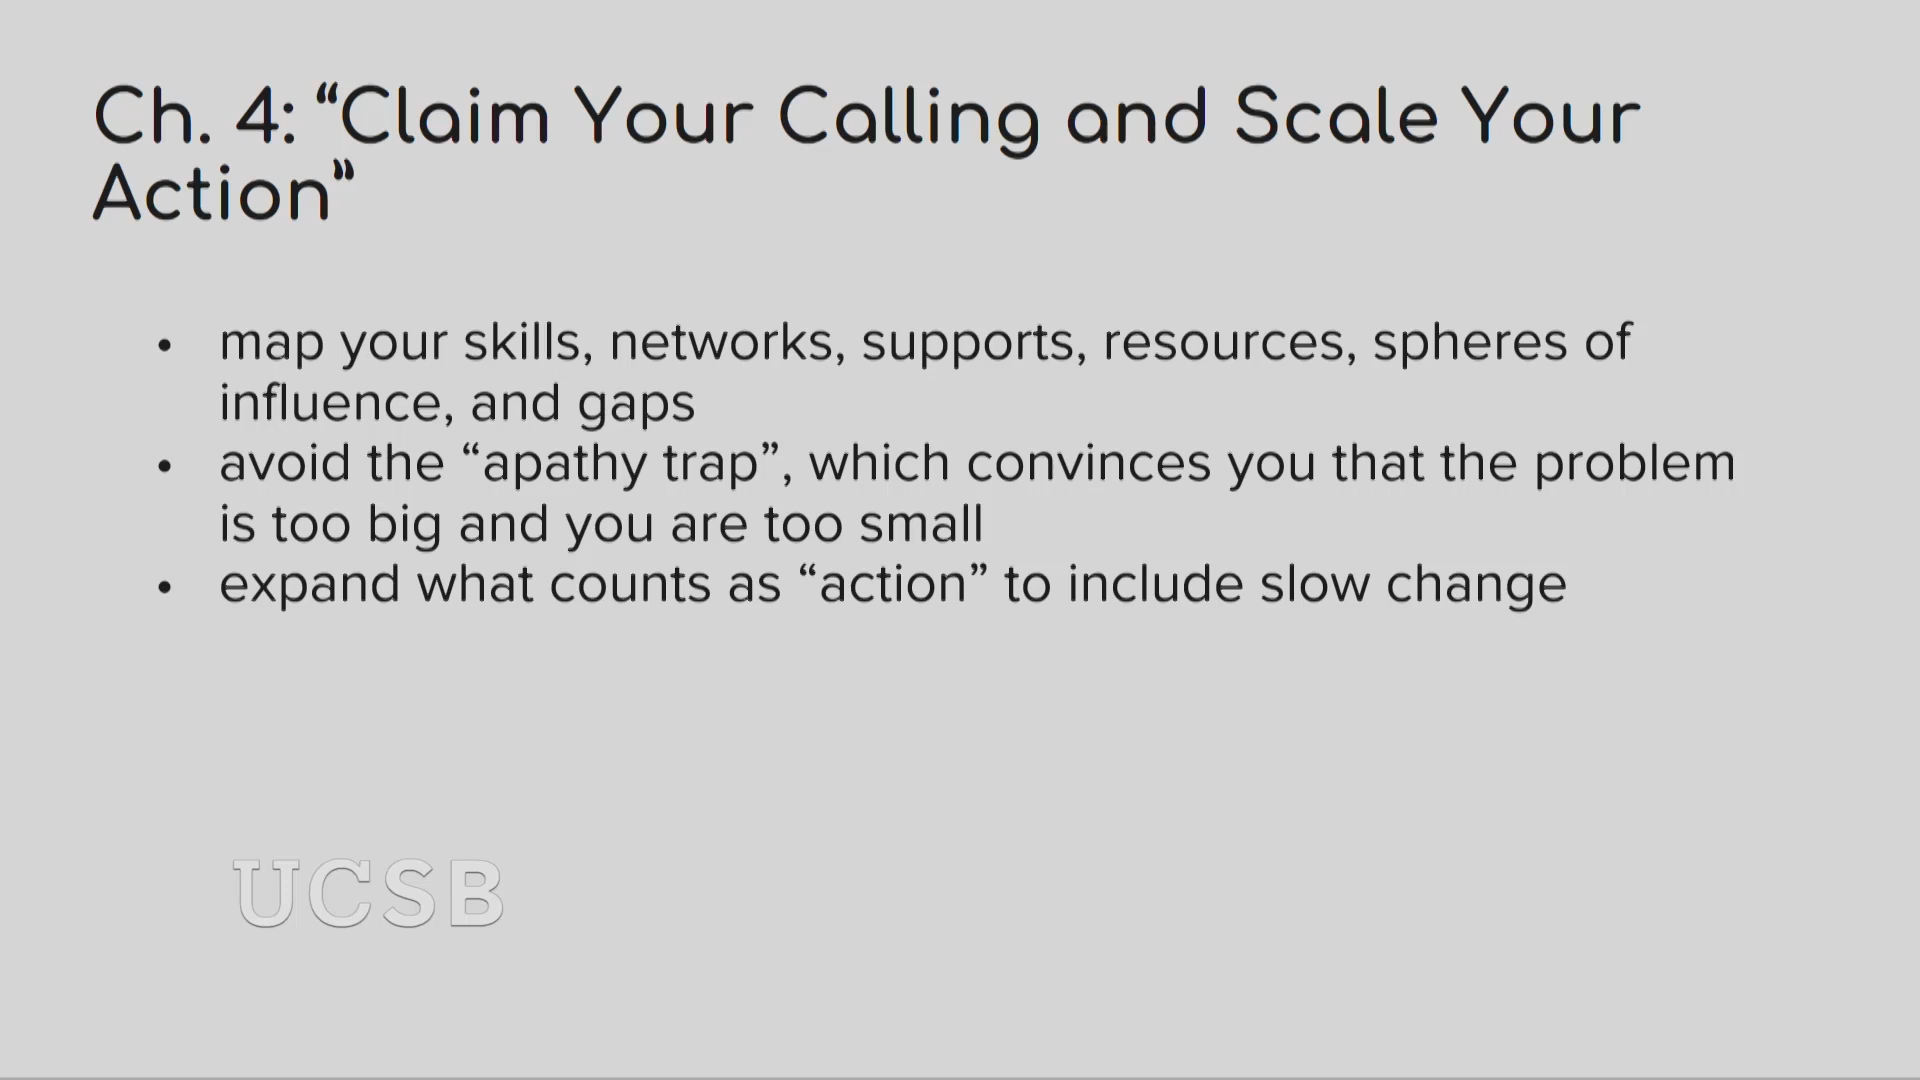 Ch. 4: “Claim Your Calling and Scale Your
Action”
• map your skills, networks, supports, resources, spheres of
influence, and gaps
• avoid the “apathy trap”, which convinces you that the problem
is too big and you are too small
• expand what counts as “action” to include slow change
UCSB